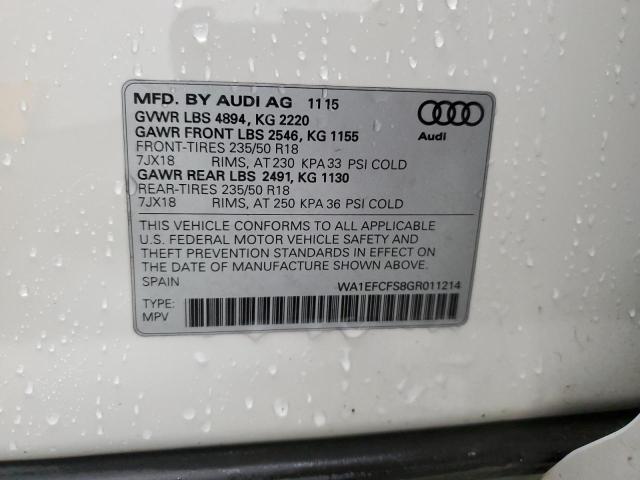 MFD. BY AUDI AG 11 15
GVWR LBS 4894, KG 2220
GAWR FRONT LBS 2546, KG 1155
FRONT-TIRES 235/50 R18
7JX18 RIMS, AT 230 KPA 33 PSI COLD
GAWR REAR LBS 2491, KG 1130
REAR-TIRES 235/50 R18
7JX18 RIMS, AT 250 KPA 36 PSI COLD
Audi
THIS VEHICLE CONFORMS TO ALL APPLICABLE
U.S. FEDERAL MOTOR VEHICLE SAFETY AND
THEFT PREVENTION STANDARDS IN EFFECT ON
THE DATE OF MANUFACTURE SHOWN ABOVE.
SPAIN WA1EFCFS8GR011214
TYPE:
MPV